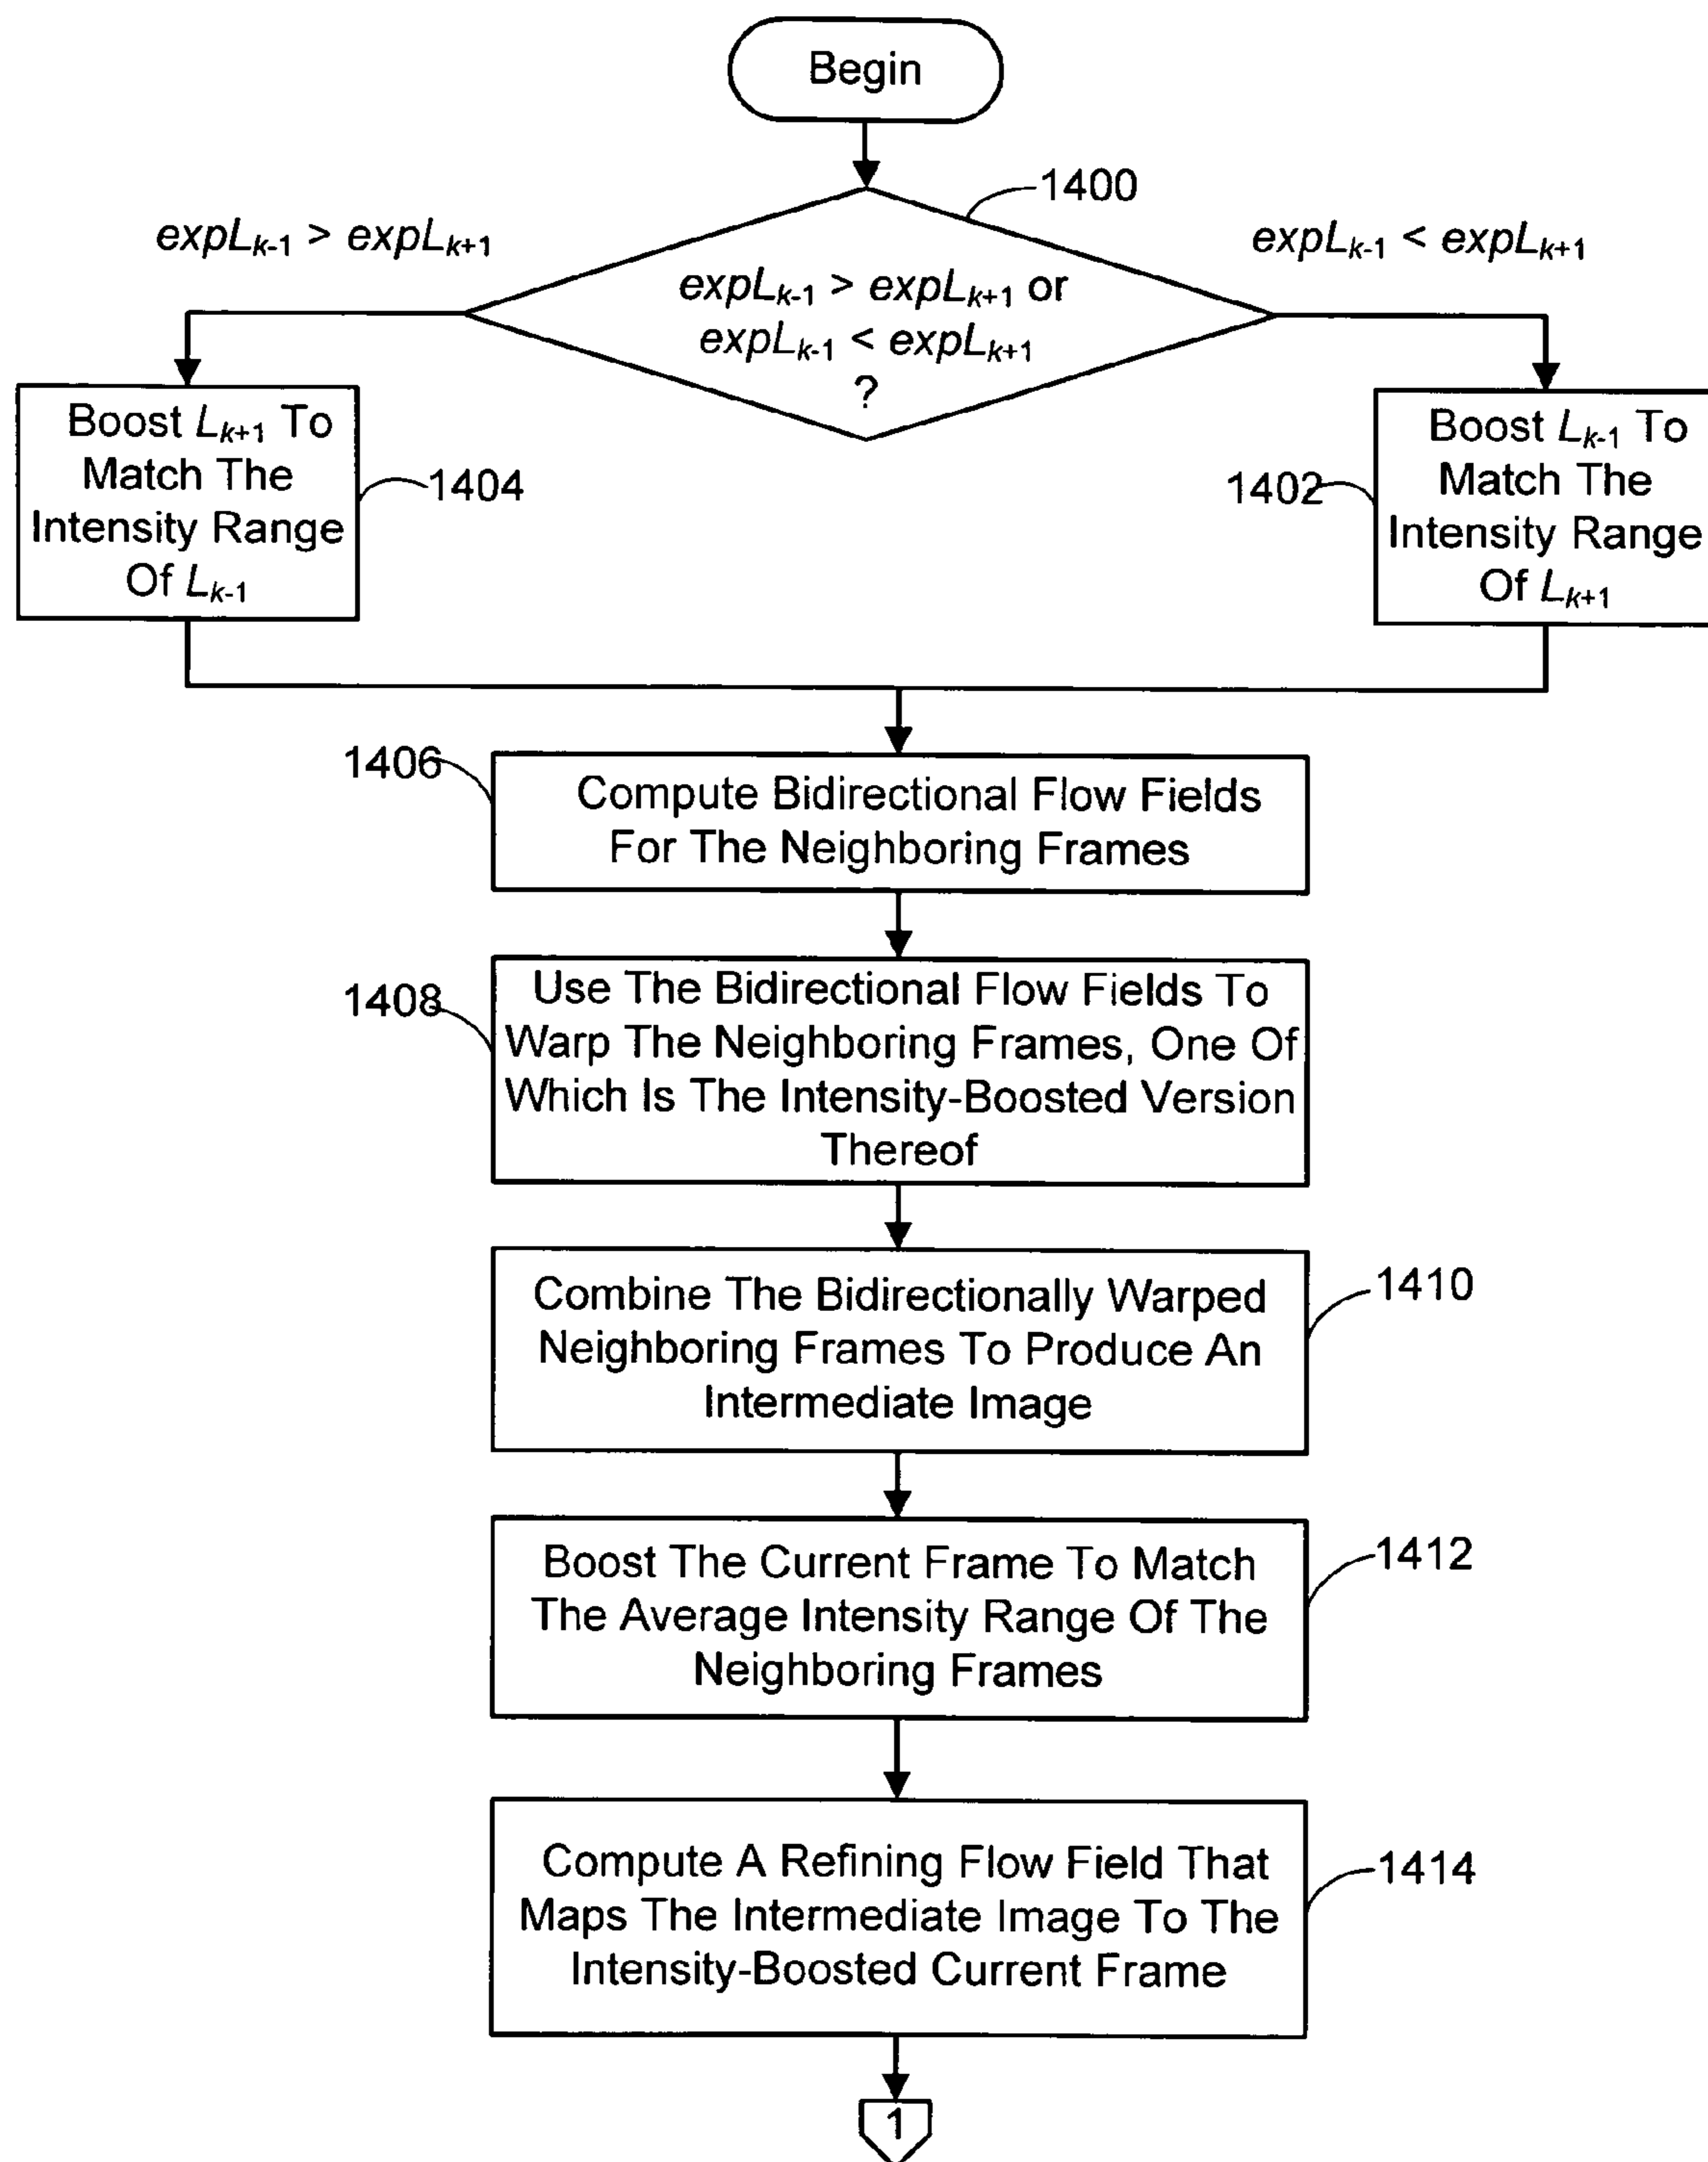 Begin
1400
expLk-1 > expLk+1
expLk-1 < expLk+1
expLk-1 > expLk+1 or
expLk-1 < expLk+1
?
Boost Lk+1 To
Match The
Intensity Range
Of Lk-1
1404
1402
Boost Lk-1 To
Match The
Intensity Range
Of Lk+1
1406
Compute Bidirectional Flow Fields
For The Neighboring Frames
1408
Use The Bidirectional Flow Fields To
Warp The Neighboring Frames, One Of
Which Is The Intensity-Boosted Version
Thereof
Combine The Bidirectionally Warped
Neighboring Frames To Produce An
Intermediate Image
1410
Boost The Current Frame To Match
The Average Intensity Range Of The
Neighboring Frames
1412
Compute A Refining Flow Field That
Maps The Intermediate Image To The
Intensity-Boosted Current Frame
1414
1